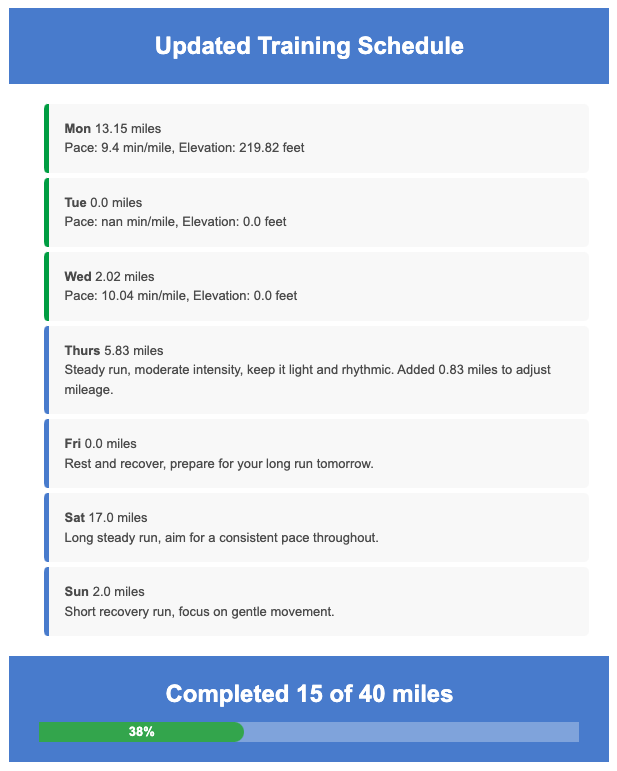 Updated Training Schedule
Mon 13.15 miles
Pace: 9.4 min/mile, Elevation: 219.82 feet
Tue 0.0 miles
Pace: nan min/mile, Elevation: 0.0 feet
Wed 2.02 miles
Pace: 10.04 min/mile, Elevation: 0.0 feet
Thurs 5.83 miles
Steady run, moderate intensity, keep it light and rhythmic. Added 0.83 miles to adjust
mileage.
Fri 0.0 miles
Rest and recover, prepare for your long run tomorrow.
Sat 17.0 miles
Long steady run, aim for a consistent pace throughout.
Sun 2.0 miles
Short recovery run, focus on gentle movement.
Completed 15 of 40 miles
38%